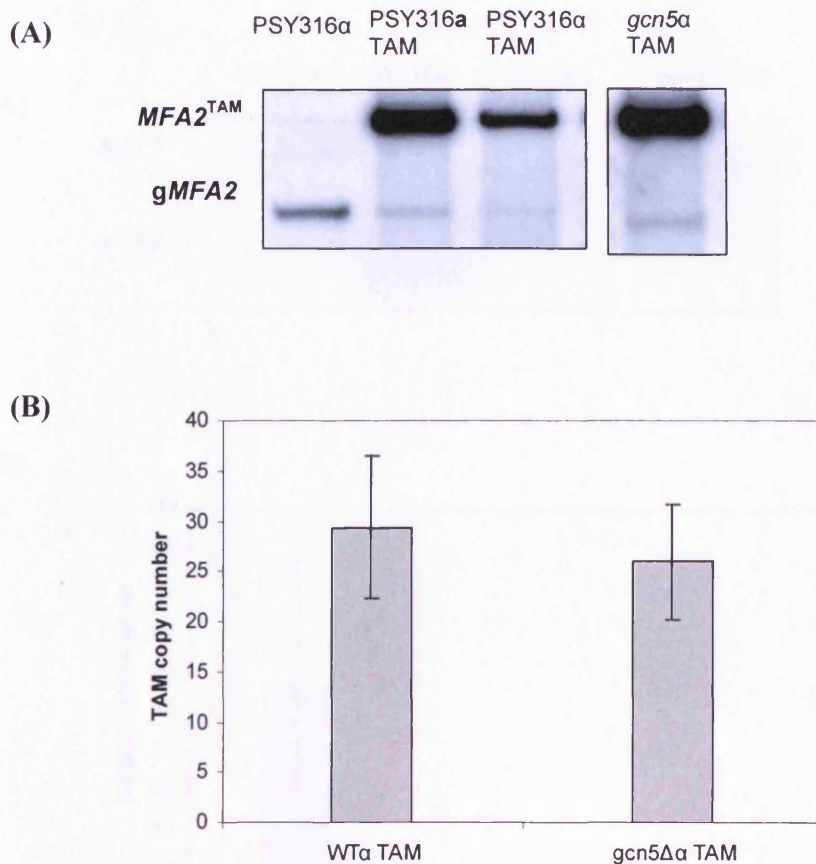 (A)
PSY316α PSY316a TAM PSY316α TAM gcn5α TAM
MFA2TAM
gMFA2
(B)
TAM copy number
40
35
30
25
20
15
10
5
0
WTα TAM gcn5Δα TAM